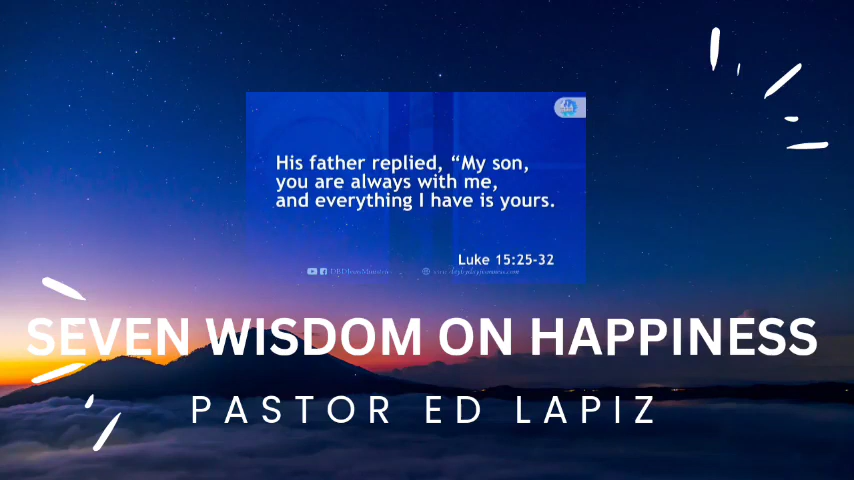 His father replied, “My son,
you are always with me,
and everything I have is yours.
Luke 15:25-32
SEVEN WISDOM ON HAPPINESS
PASTOR ED LAPIZ